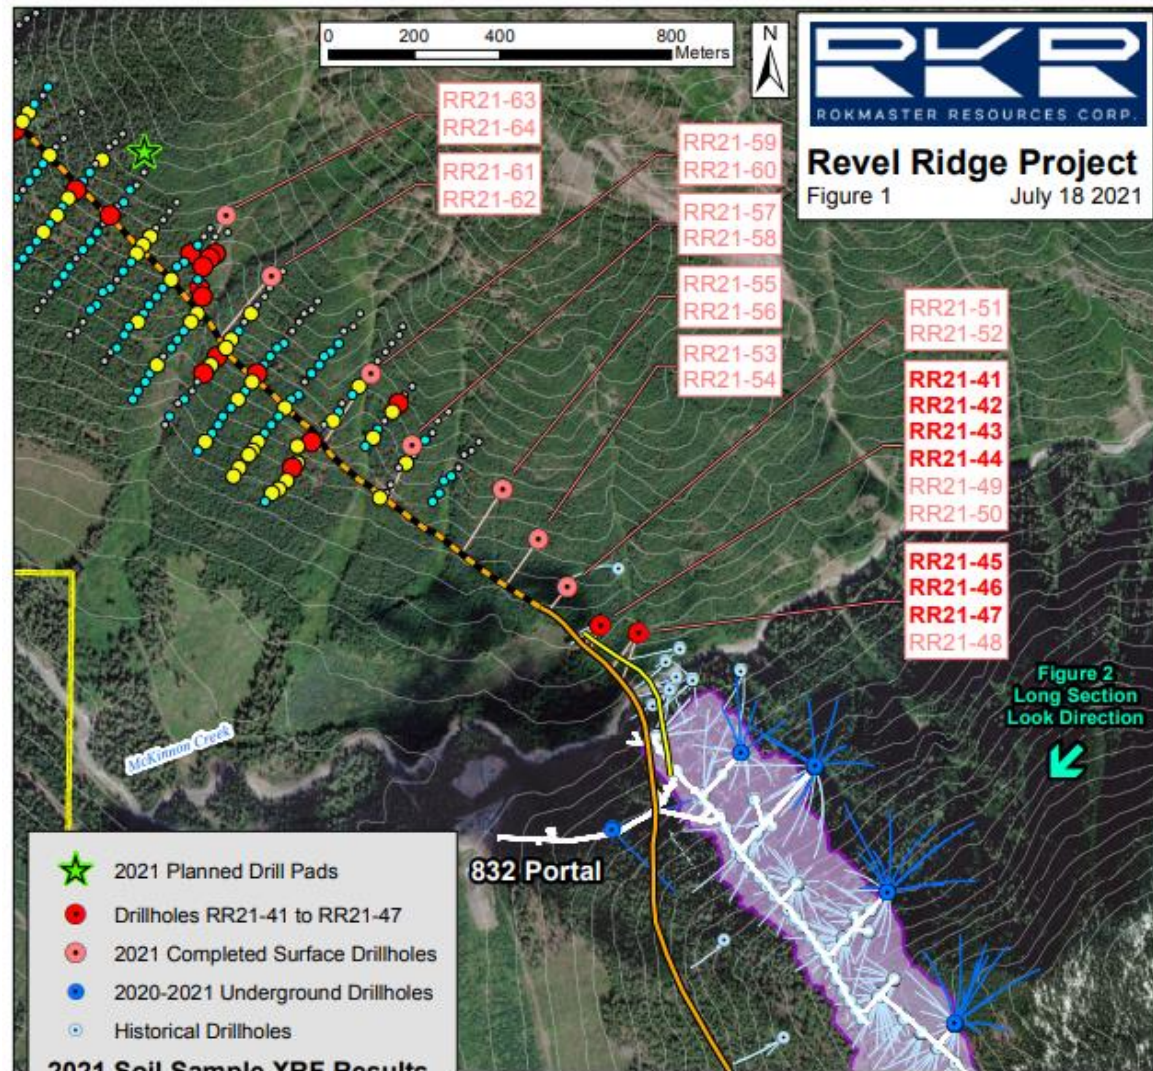 0 200 400 800
Meters
N
RKR
ROKMASTER RESOURCES CORP.
Revel Ridge Project
Figure 1 July 18 2021
RR21-63
RR21-64
RR21-61
RR21-62
RR21-59
RR21-60
RR21-57
RR21-58
RR21-55
RR21-56
RR21-53
RR21-54
RR21-51
RR21-52
RR21-41
RR21-42
RR21-43
RR21-44
RR21-49
RR21-50
RR21-45
RR21-46
RR21-47
RR21-48
Figure 2
Long Section
Look Direction
McKinnon Creek
832 Portal
2021 Planned Drill Pads
Drillholes RR21-41 to RR21-47
2021 Completed Surface Drillholes
2020-2021 Underground Drillholes
Historical Drillholes
2021 Soil Sample XRF Results